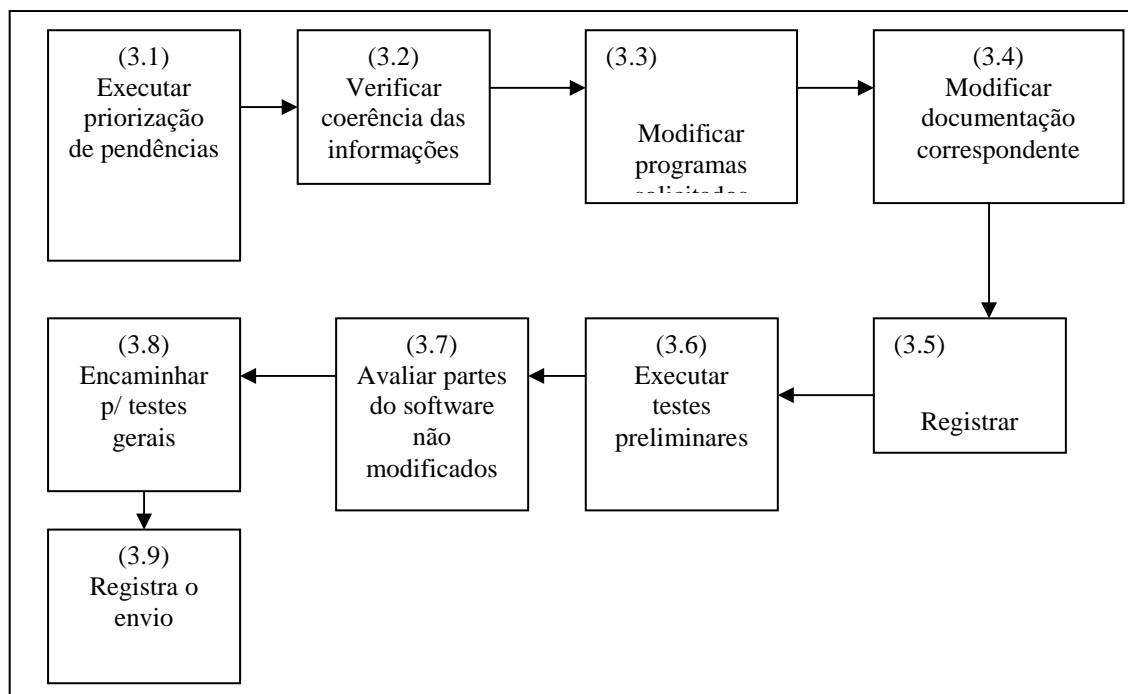 (3.1)
Executar
priorização
de pendências
(3.2)
Verificar
coerência das
informações
(3.3)
Modificar
programas
(3.4)
Modificar
documentação
correspondente
(3.5)
Registrar
(3.6)
Executar
testes
preliminares
(3.7)
Avaliar partes
do software
não
modificados
(3.8)
Encaminhar
p/ testes
gerais
(3.9)
Registra o
envio